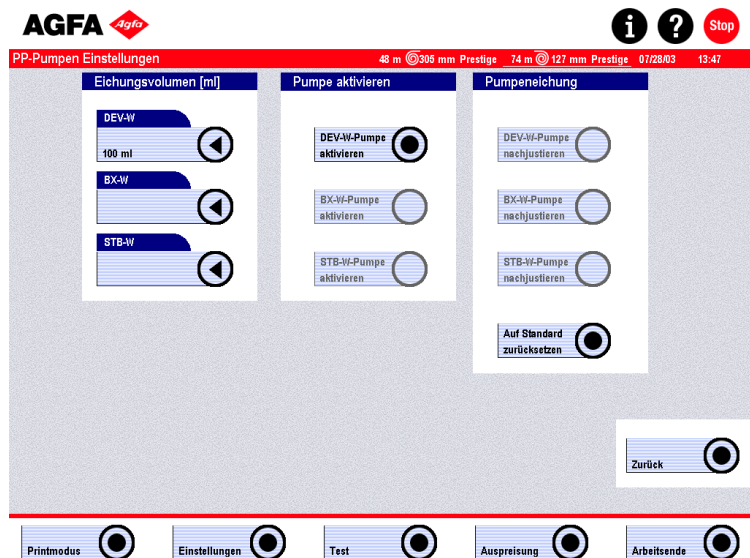 AGFA Agfa
i ? Stop
PP-Pumpen Einstellungen 48 m 305 mm Prestige 74 m 127 mm Prestige 07/28/03 13:47
Eichungsvolumen [ml]
DEV-W
100 ml
BX-W
STB-W
Pumpe aktivieren
DEV-W-Pumpe
aktivieren
BX-W-Pumpe
aktivieren
STB-W-Pumpe
aktivieren
Pumpeneichung
DEV-W-Pumpe
nachjustieren
BX-W-Pumpe
nachjustieren
STB-W-Pumpe
nachjustieren
Auf Standard
zurücksetzen
Zurück
Printmodus Einstellungen Test Auspreisung Arbeitsende